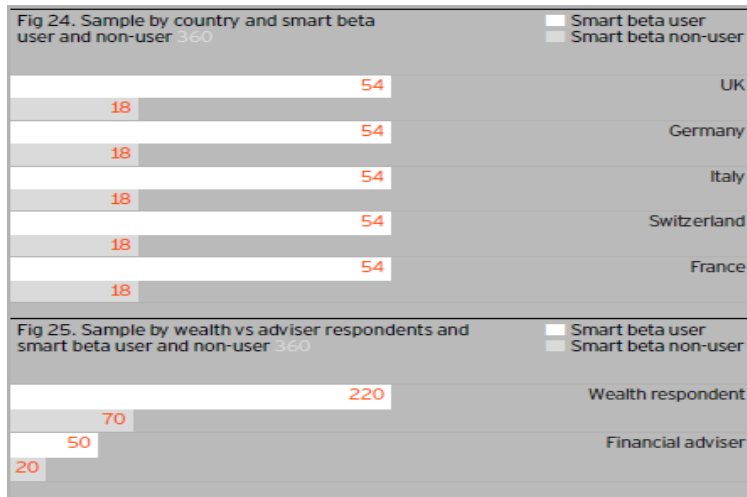 Fig 24. Sample by country and smart beta
user and non-user 360
Smart beta user
Smart beta non-user
54 UK
18
54 Germany
18
54 Italy
18
54 Switzerland
18
54 France
18
Fig 25. Sample by wealth vs adviser respondents and
smart beta user and non-user 360
Smart beta user
Smart beta non-user
220 Wealth respondent
70
50 Financial adviser
20